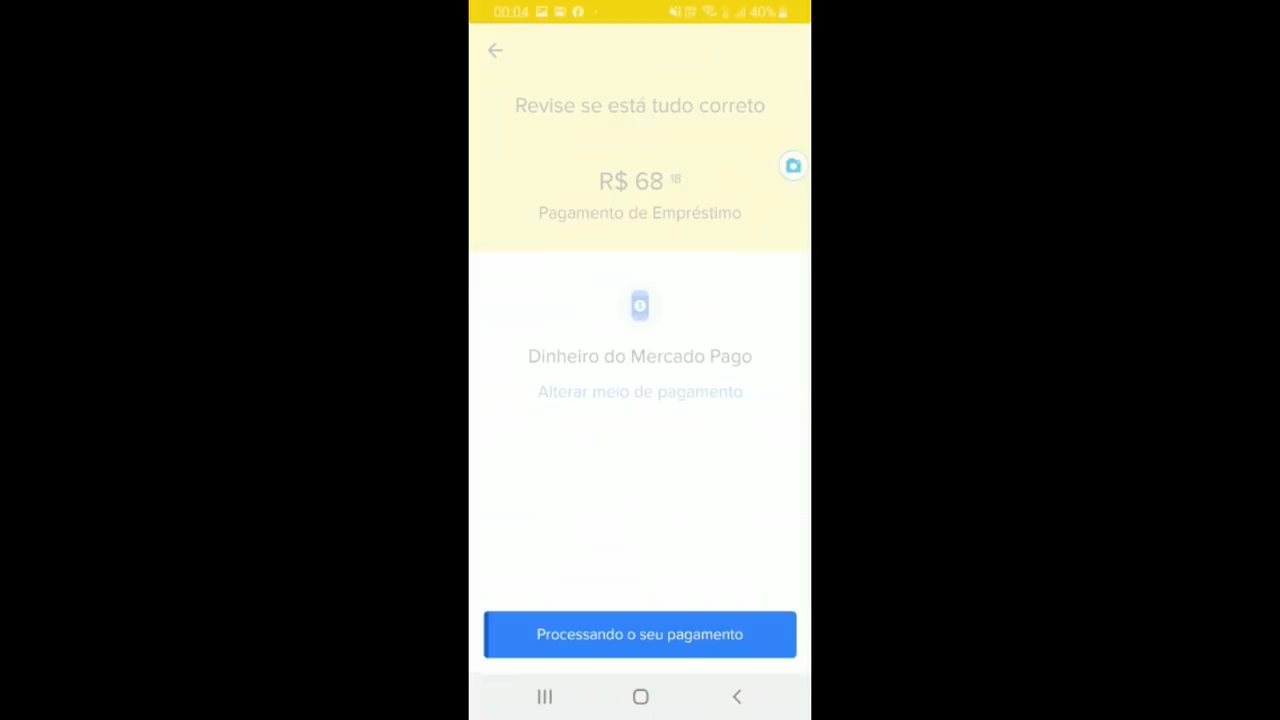 00:04 40%
Revise se está tudo correto
R$ 68 18
Pagamento de Empréstimo
Dinheiro do Mercado Pago
Alterar meio de pagamento
Processando o seu pagamento